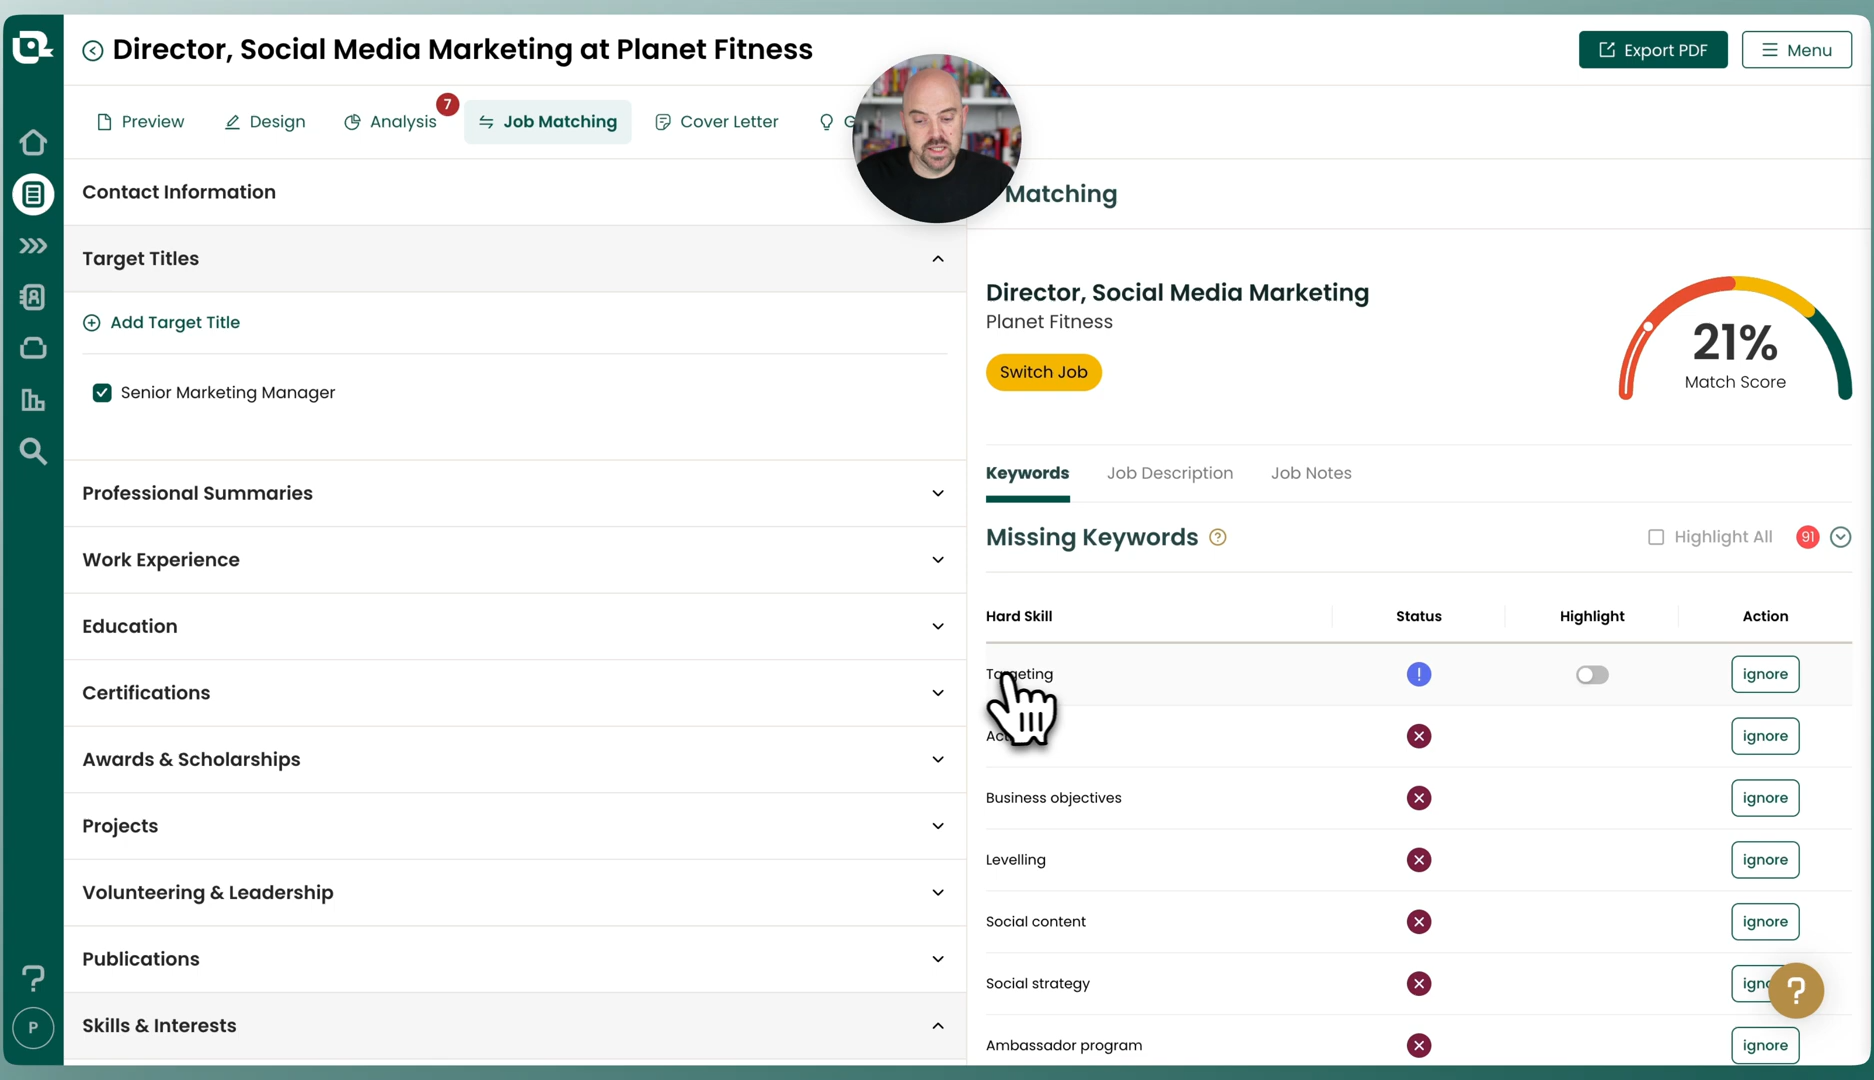 Director, Social Media Marketing at Planet Fitness
Export PDF
Menu
Preview
Design
Analysis
7
Job Matching
Cover Letter
Contact Information
Matching
Target Titles
Add Target Title
Senior Marketing Manager
Professional Summaries
Work Experience
Education
Certifications
Awards & Scholarships
Projects
Volunteering & Leadership
Publications
Skills & Interests
P
Director, Social Media Marketing
Planet Fitness
Switch Job
21%
Match Score
Keywords
Job Description
Job Notes
Missing Keywords
Highlight All
91
Hard Skill
Status
Highlight
Action
Targeting
ignore
ignore
Business objectives
ignore
Levelling
ignore
Social content
ignore
Social strategy
Ambassador program
ignore